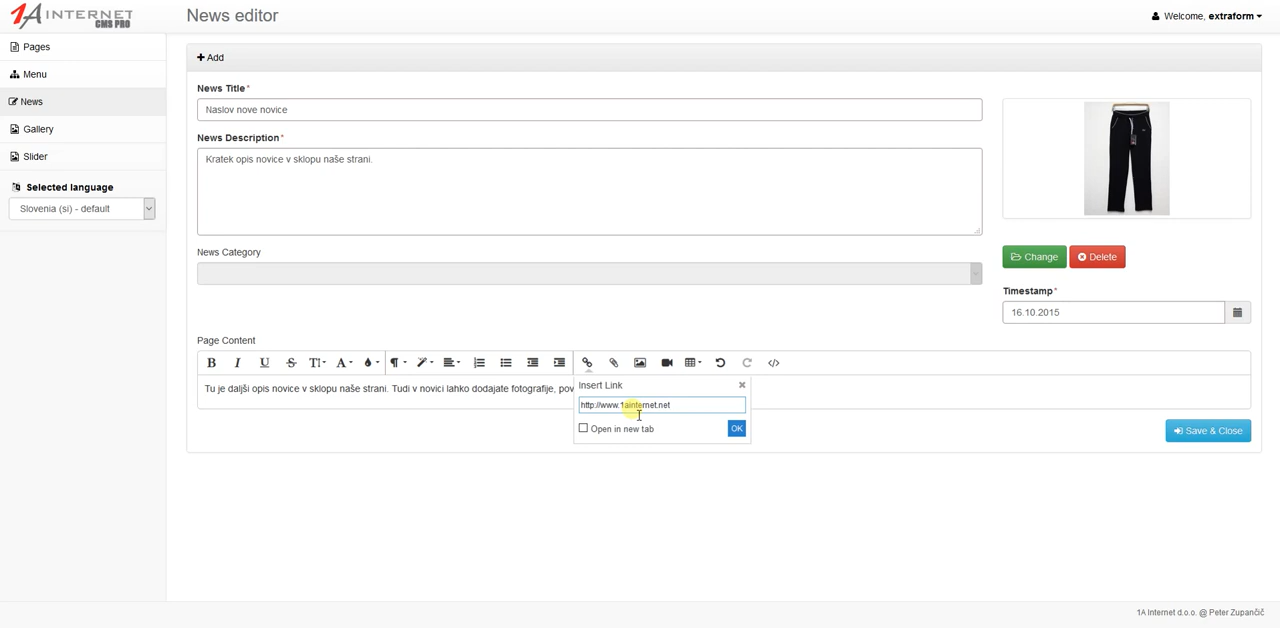 1A INTERNET
CMS PRO
News editor
Welcome, extraform
Pages
Menu
News
Gallery
Slider
Selected language
Slovenia (si) - default
+ Add
News Title*
Naslov nove novice
News Description*
Kratek opis novice v sklopu naše strani.
News Category
Change
Delete
Timestamp*
16.10.2015
Page Content
B I U S
Tu je daljši opis novice v sklopu naše strani. Tudi v novici lahko dodajate fotografije, pov
Insert Link
http://www.1ainternet.net
Open in new tab
OK
Save & Close
1A Internet d.o.o. @ Peter Zupančič